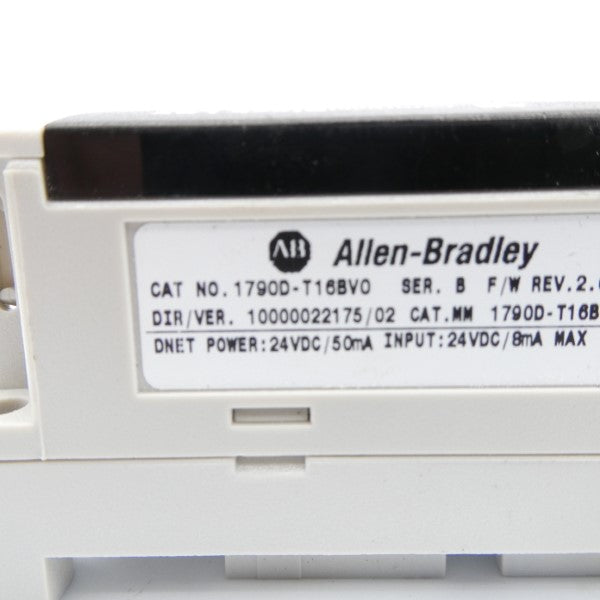 AB Allen-Bradley
CAT NO. 1790D-T16BV0 SER. B F/W REV.2.
DIR/VER. 10000022175/02 CAT.MM 1790D-T16B
DNET POWER:24VDC/50mA INPUT:24VDC/8mA MAX